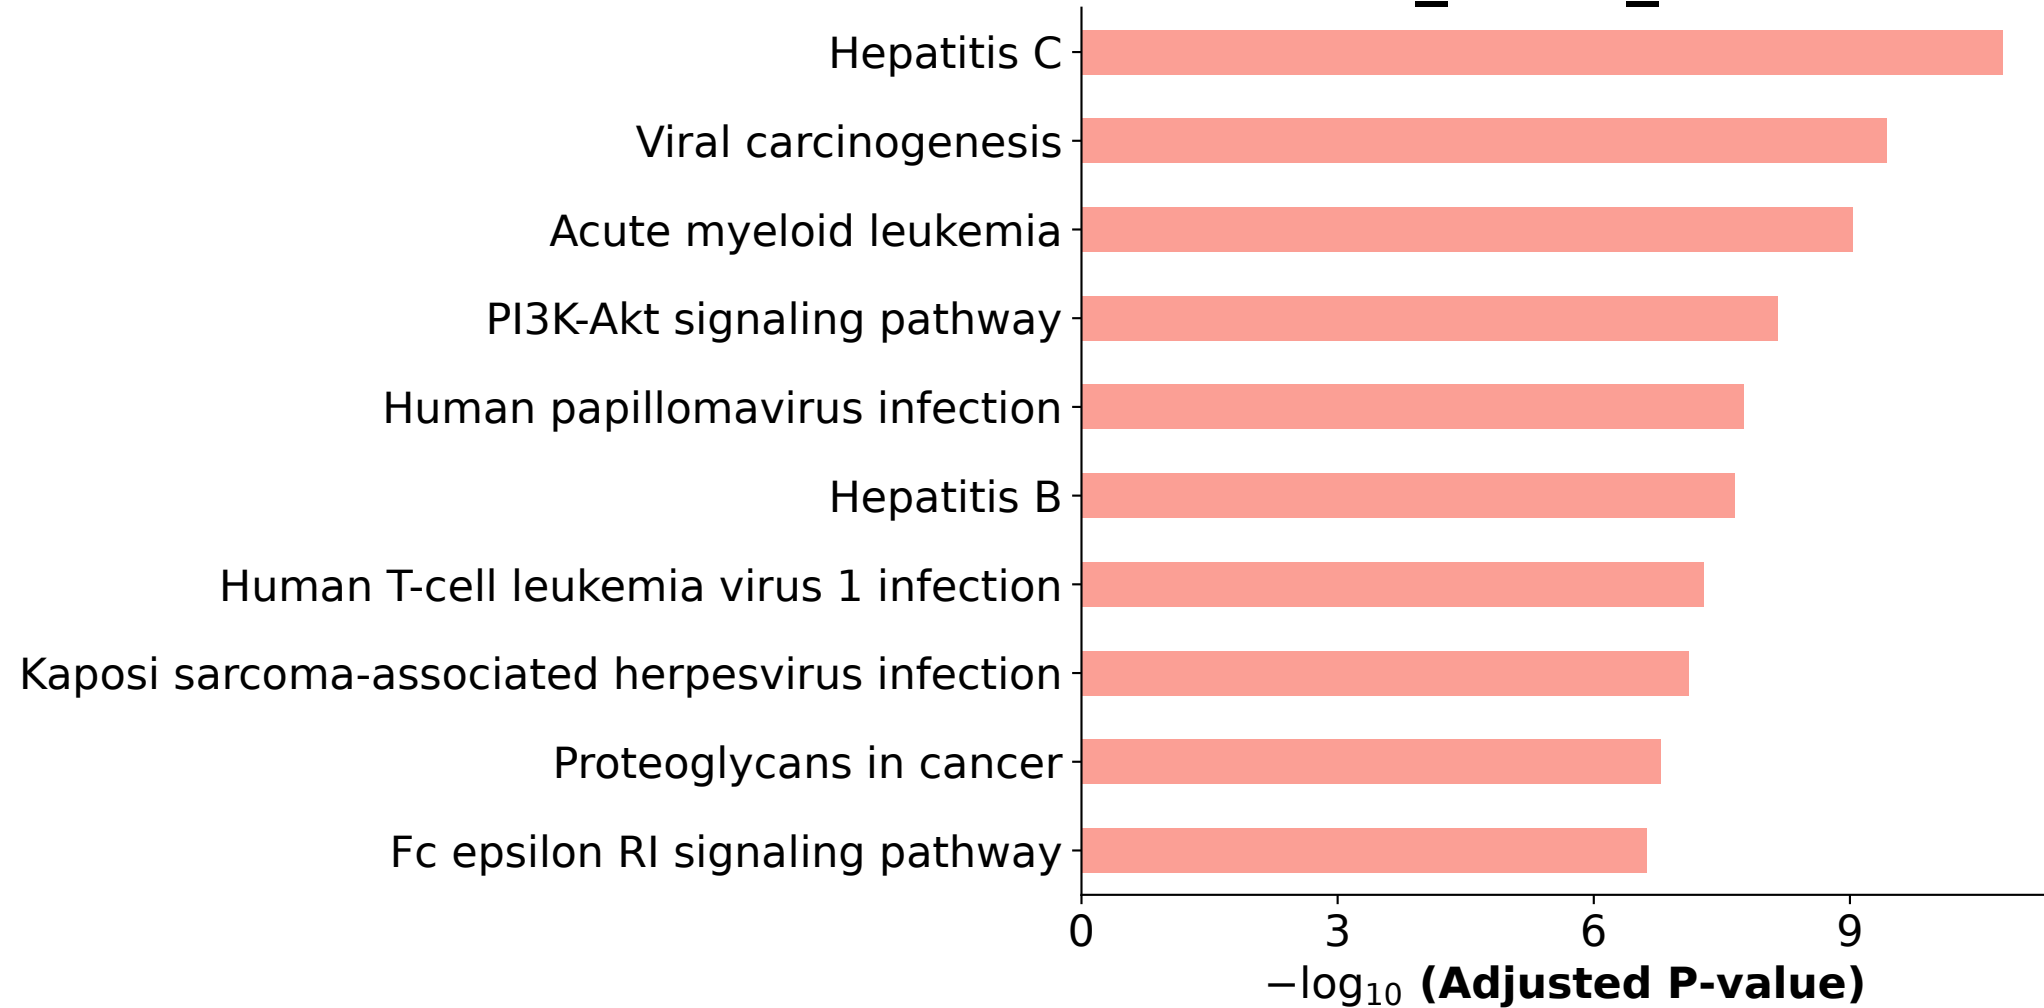 Hepatitis C
Viral carcinogenesis
Acute myeloid leukemia
PI3K-Akt signaling pathway
Human papillomavirus infection
Hepatitis B
Human T-cell leukemia virus 1 infection
Kaposi sarcoma-associated herpesvirus infection
Proteoglycans in cancer
Fc epsilon RI signaling pathway
0 3 6 9
−log₁₀ (Adjusted P-value)